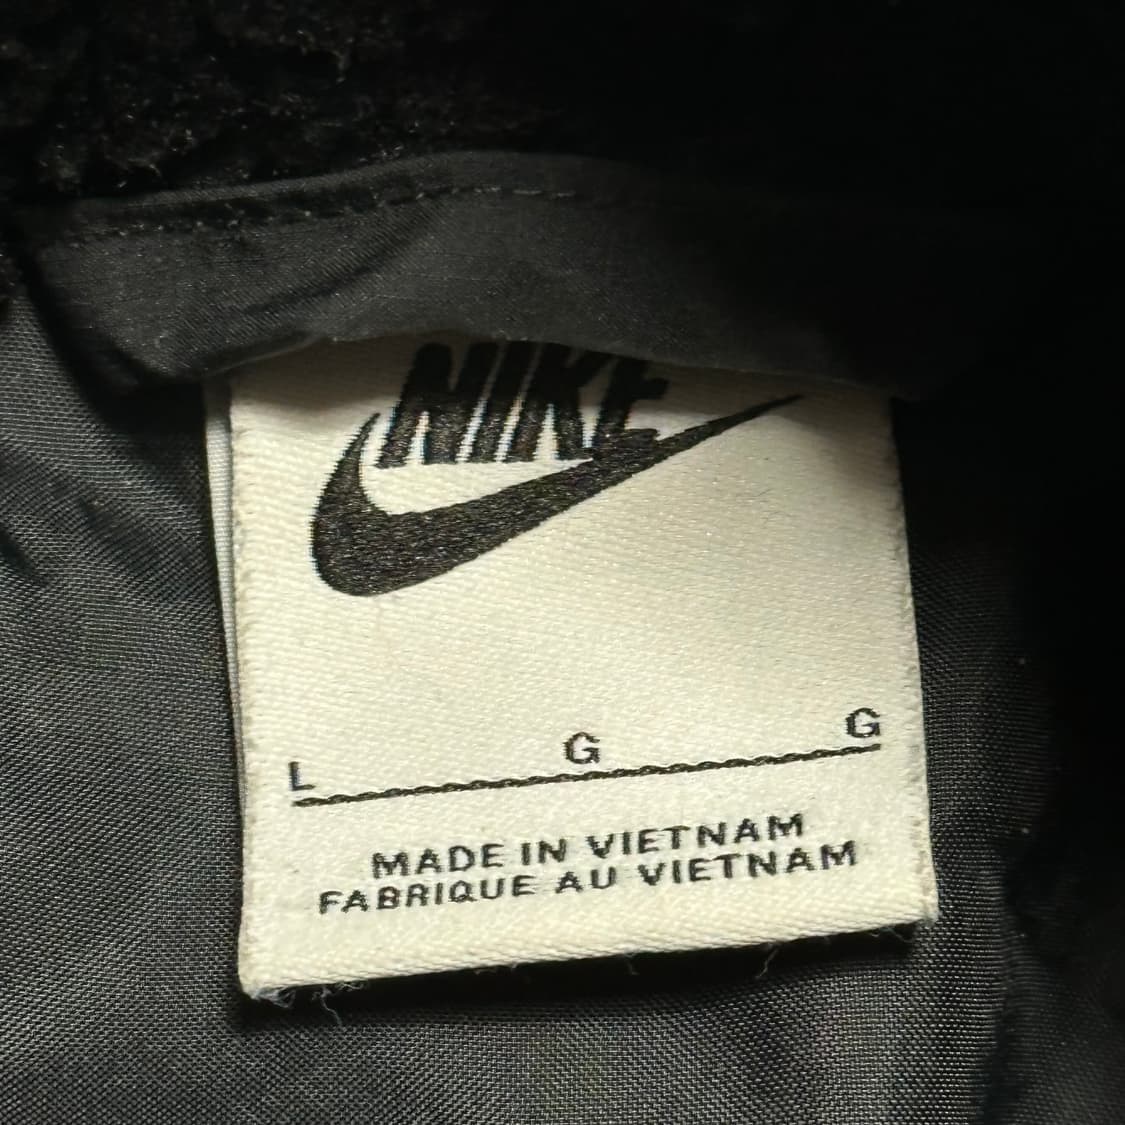 NIKE
L G G
MADE IN VIETNAM
FABRIQUE AU VIETNAM